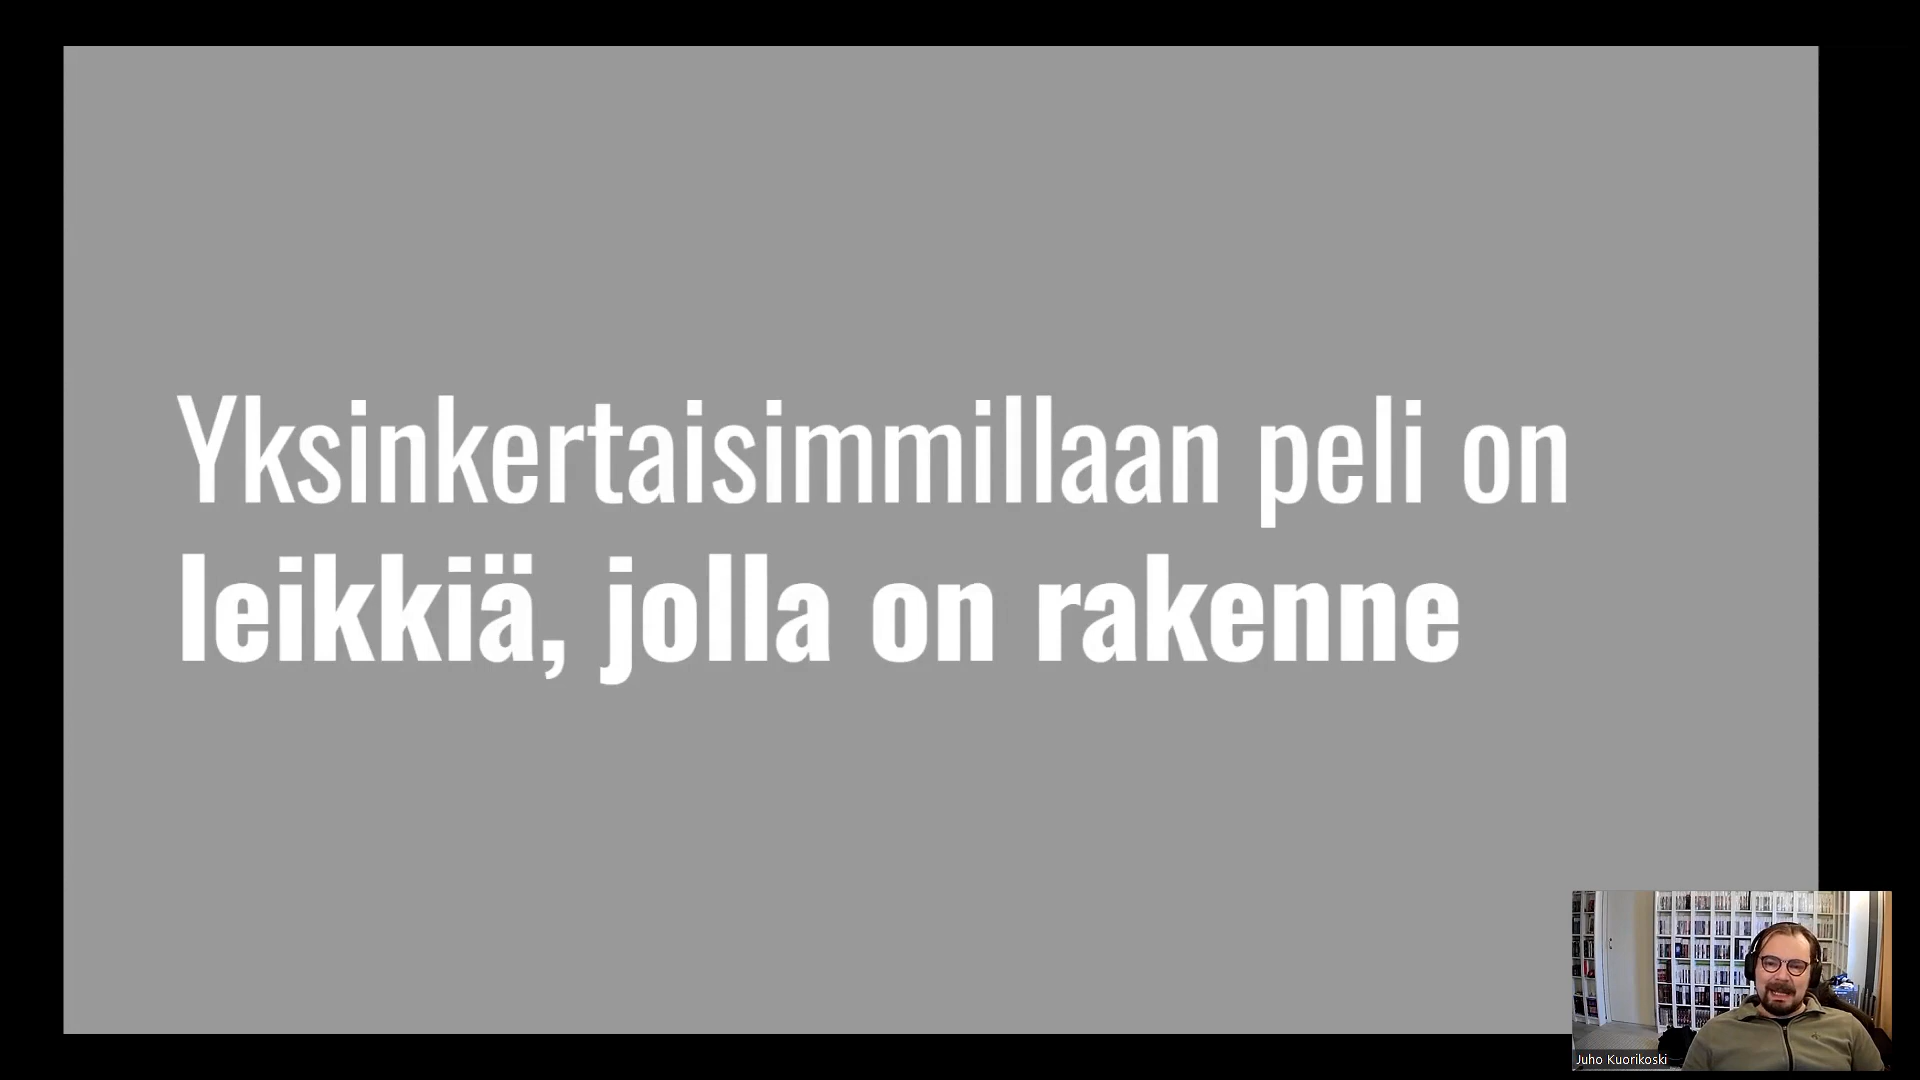 Yksinkertaisimmillaan peli on
leikkiä, jolla on rakenne
Juho Kuorikoski